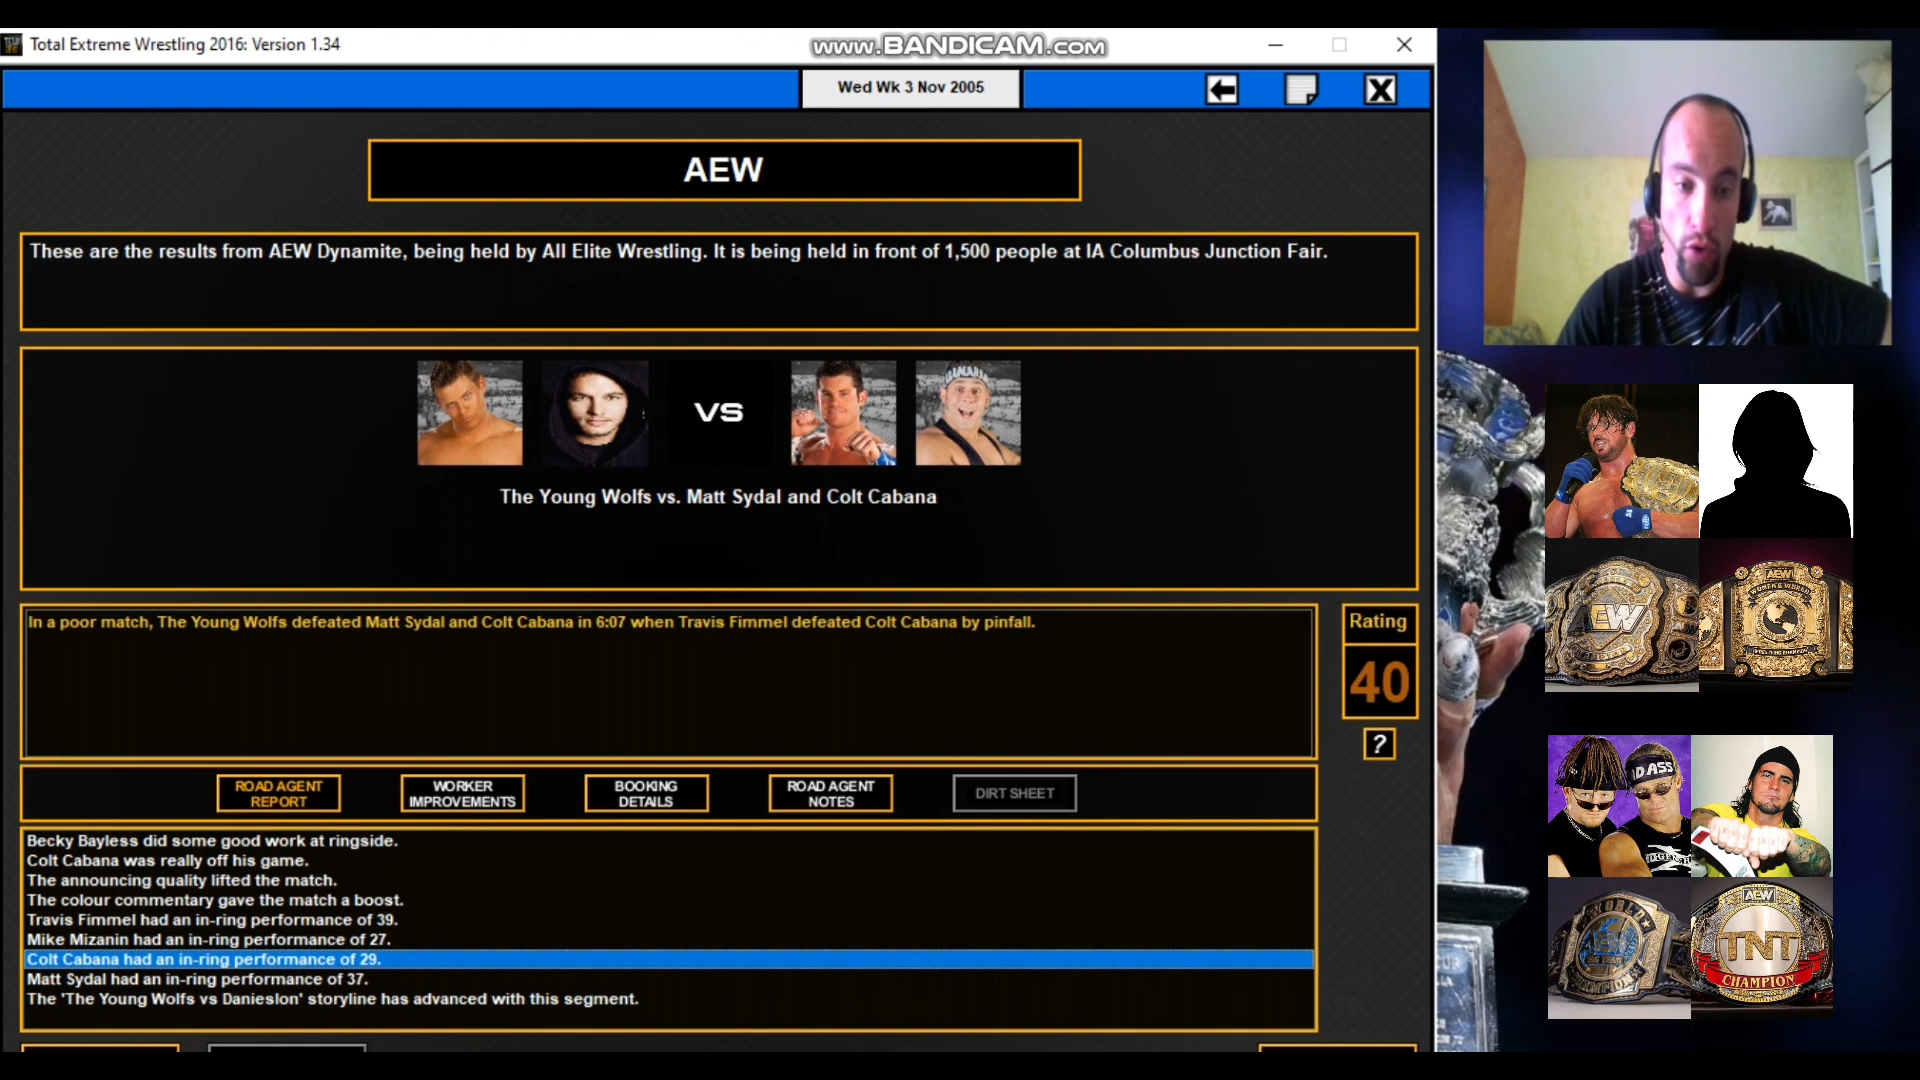 Total Extreme Wrestling 2016: Version 1.34
www.BANDICAM.com
Wed Wk 3 Nov 2005
AEW
These are the results from AEW Dynamite, being held by All Elite Wrestling. It is being held in front of 1,500 people at IA Columbus Junction Fair.
VS
The Young Wolfs vs. Matt Sydal and Colt Cabana
In a poor match, The Young Wolfs defeated Matt Sydal and Colt Cabana in 6:07 when Travis Fimmel defeated Colt Cabana by pinfall.
Rating
40
?
ROAD AGENT REPORT
WORKER IMPROVEMENTS
BOOKING DETAILS
ROAD AGENT NOTES
DIRT SHEET
Becky Bayless did some good work at ringside.
Colt Cabana was really off his game.
The announcing quality lifted the match.
The colour commentary gave the match a boost.
Travis Fimmel had an in-ring performance of 39.
Mike Mizanin had an in-ring performance of 27.
Colt Cabana had an in-ring performance of 29.
Matt Sydal had an in-ring performance of 37.
The 'The Young Wolfs vs Danieslon' storyline has advanced with this segment.
AEW
WOMEN'S WORLD
AEW
TNT
CHAMPION